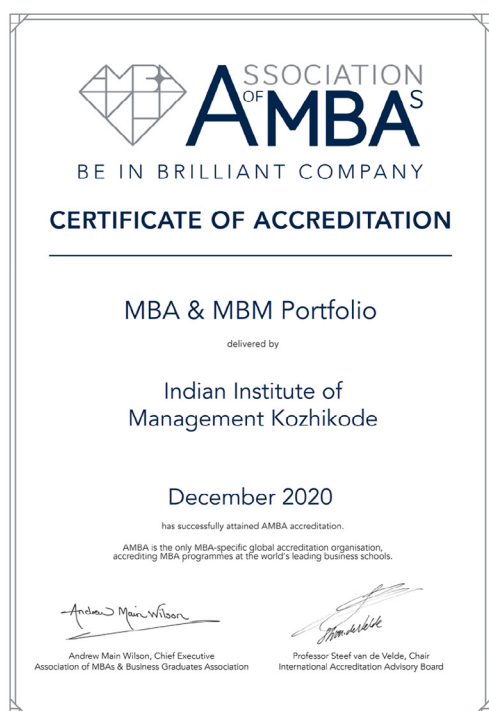 ASSOCIATION
OF AMBAs
BE IN BRILLIANT COMPANY
CERTIFICATE OF ACCREDITATION
MBA & MBM Portfolio
delivered by
Indian Institute of
Management Kozhikode
December 2020
has successfully attained AMBA accreditation.
AMBA is the only MBA-specific global accreditation organisation,
accrediting MBA programmes at the world's leading business schools.
Andrew Main Wilson
Andrew Main Wilson, Chief Executive
Association of MBAs & Business Graduates Association
Professor Steef van de Velde, Chair
International Accreditation Advisory Board